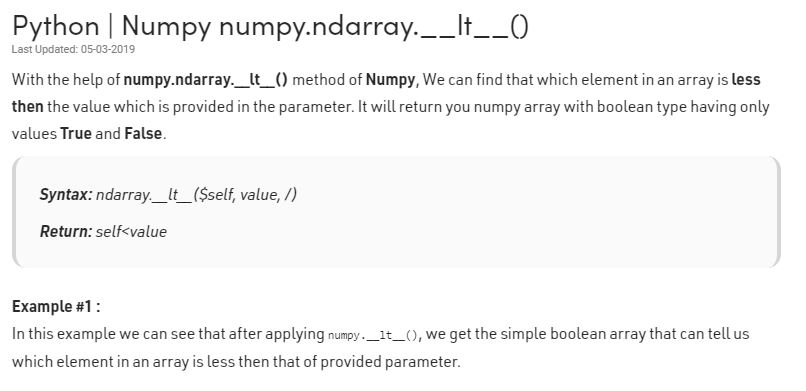 Python | Numpy numpy.ndarray.__lt__()
Last Updated: 05-03-2019
With the help of numpy.ndarray.__lt__() method of Numpy, We can find that which element in an array is less
then the value which is provided in the parameter. It will return you numpy array with boolean type having only
values True and False.
Syntax: ndarray.__lt__($self, value, /)
Return: self<value
Example #1 :
In this example we can see that after applying numpy.__lt__(), we get the simple boolean array that can tell us
which element in an array is less then that of provided parameter.